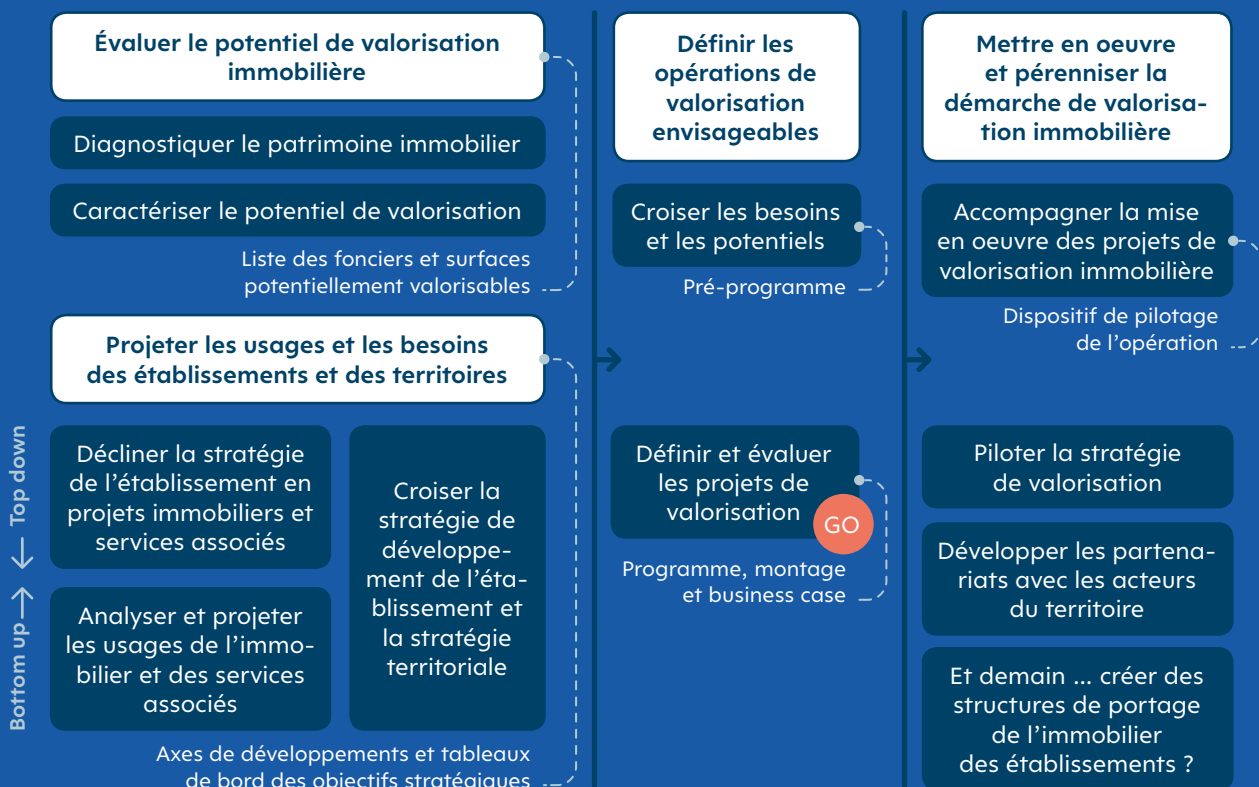 Évaluer le potentiel de valorisation
immobilière
Diagnostiquer le patrimoine immobilier
Caractériser le potentiel de valorisation
Liste des fonciers et surfaces
potentiellement valorisables
Projeter les usages et les besoins
des établissements et des territoires
Top down
Bottom up
Décliner la stratégie
de l’établissement en
projets immobiliers et
services associés
Analyser et projeter
les usages de l’immo-
bilier et des services
associés
Croiser la
stratégie de
développe-
ment de l’éta-
blissement et
la stratégie
territoriale
Axes de développements et tableaux
de bord des objectifs stratégiques
Définir les
opérations de
valorisation
envisageables
Croiser les besoins
et les potentiels
Pré-programme
Définir et évaluer
les projets de
valorisation
GO
Programme, montage
et business case
Mettre en oeuvre
et pérenniser la
démarche de valorisa-
tion immobilière
Accompagner la mise
en oeuvre des projets de
valorisation immobilière
Dispositif de pilotage
de l’opération
Piloter la stratégie
de valorisation
Développer les partena-
riats avec les acteurs
du territoire
Et demain ... créer des
structures de portage
de l’immobilier
des établissements ?